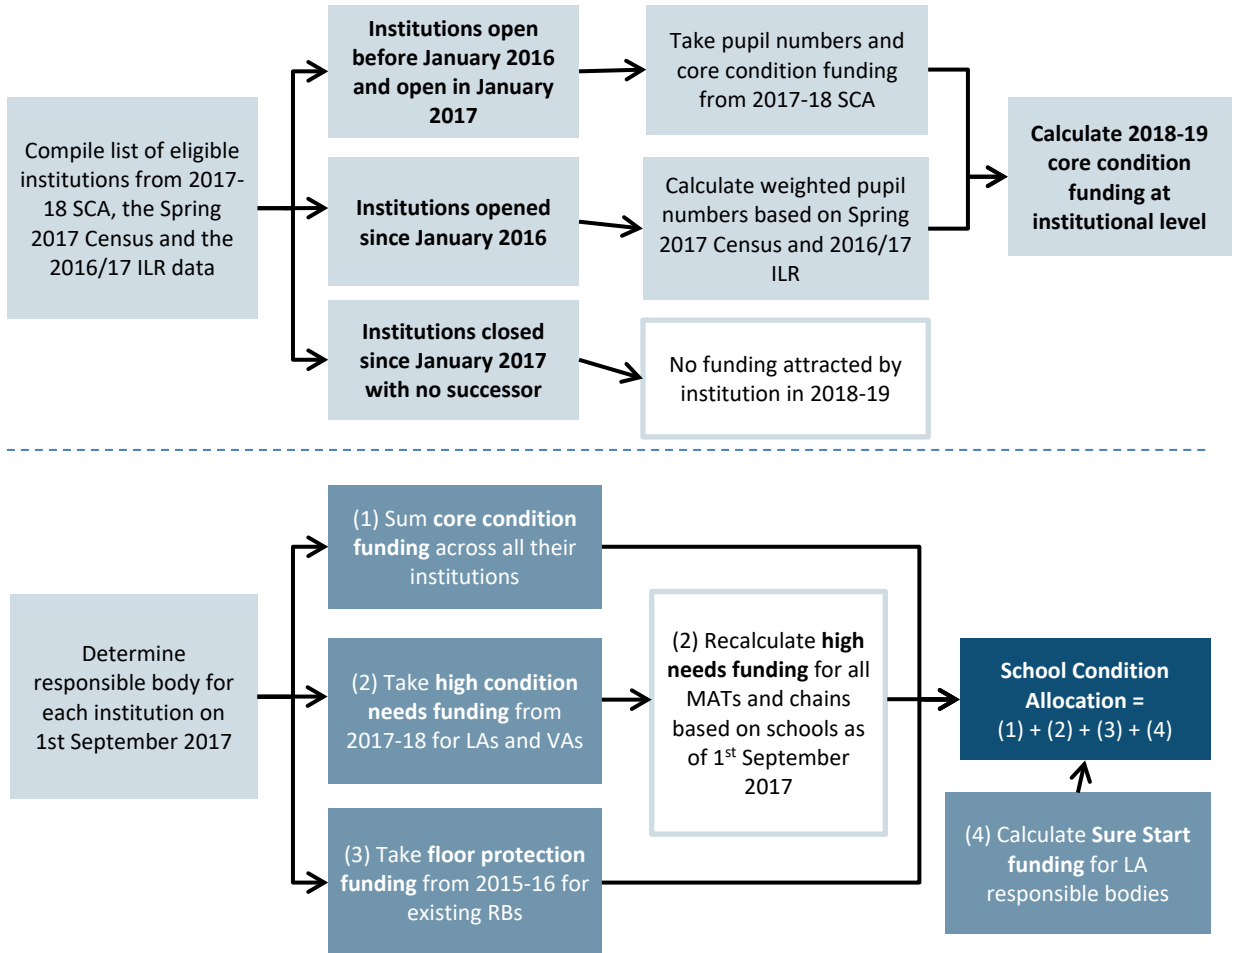 Compile list of eligible
institutions from 2017-
18 SCA, the Spring
2017 Census and the
2016/17 ILR data
Institutions open
before January 2016
and open in January
2017
Take pupil numbers and
core condition funding
from 2017-18 SCA
Institutions opened
since January 2016
Calculate weighted pupil
numbers based on Spring
2017 Census and 2016/17
ILR
Calculate 2018-19
core condition
funding at
institutional level
Institutions closed
since January 2017
with no successor
No funding attracted by
institution in 2018-19
Determine
responsible body for
each institution on
1st September 2017
(1) Sum core condition
funding across all their
institutions
(2) Take high condition
needs funding from
2017-18 for LAs and VAs
(3) Take floor protection
funding from 2015-16 for
existing RBs
(2) Recalculate high
needs funding for all
MATs and chains
based on schools as
of 1st September
2017
School Condition
Allocation =
(1) + (2) + (3) + (4)
(4) Calculate Sure Start
funding for LA
responsible bodies